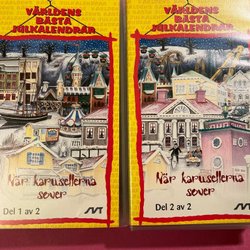 VÄRLDENS
BÄSTA
JULKALENDRAR
När karusellerna
sover
Del 1 av 2
SVT
VÄRLDENS
BÄSTA
JULKALENDRAR
När karusellerna
sover
Del 2 av 2
SVT